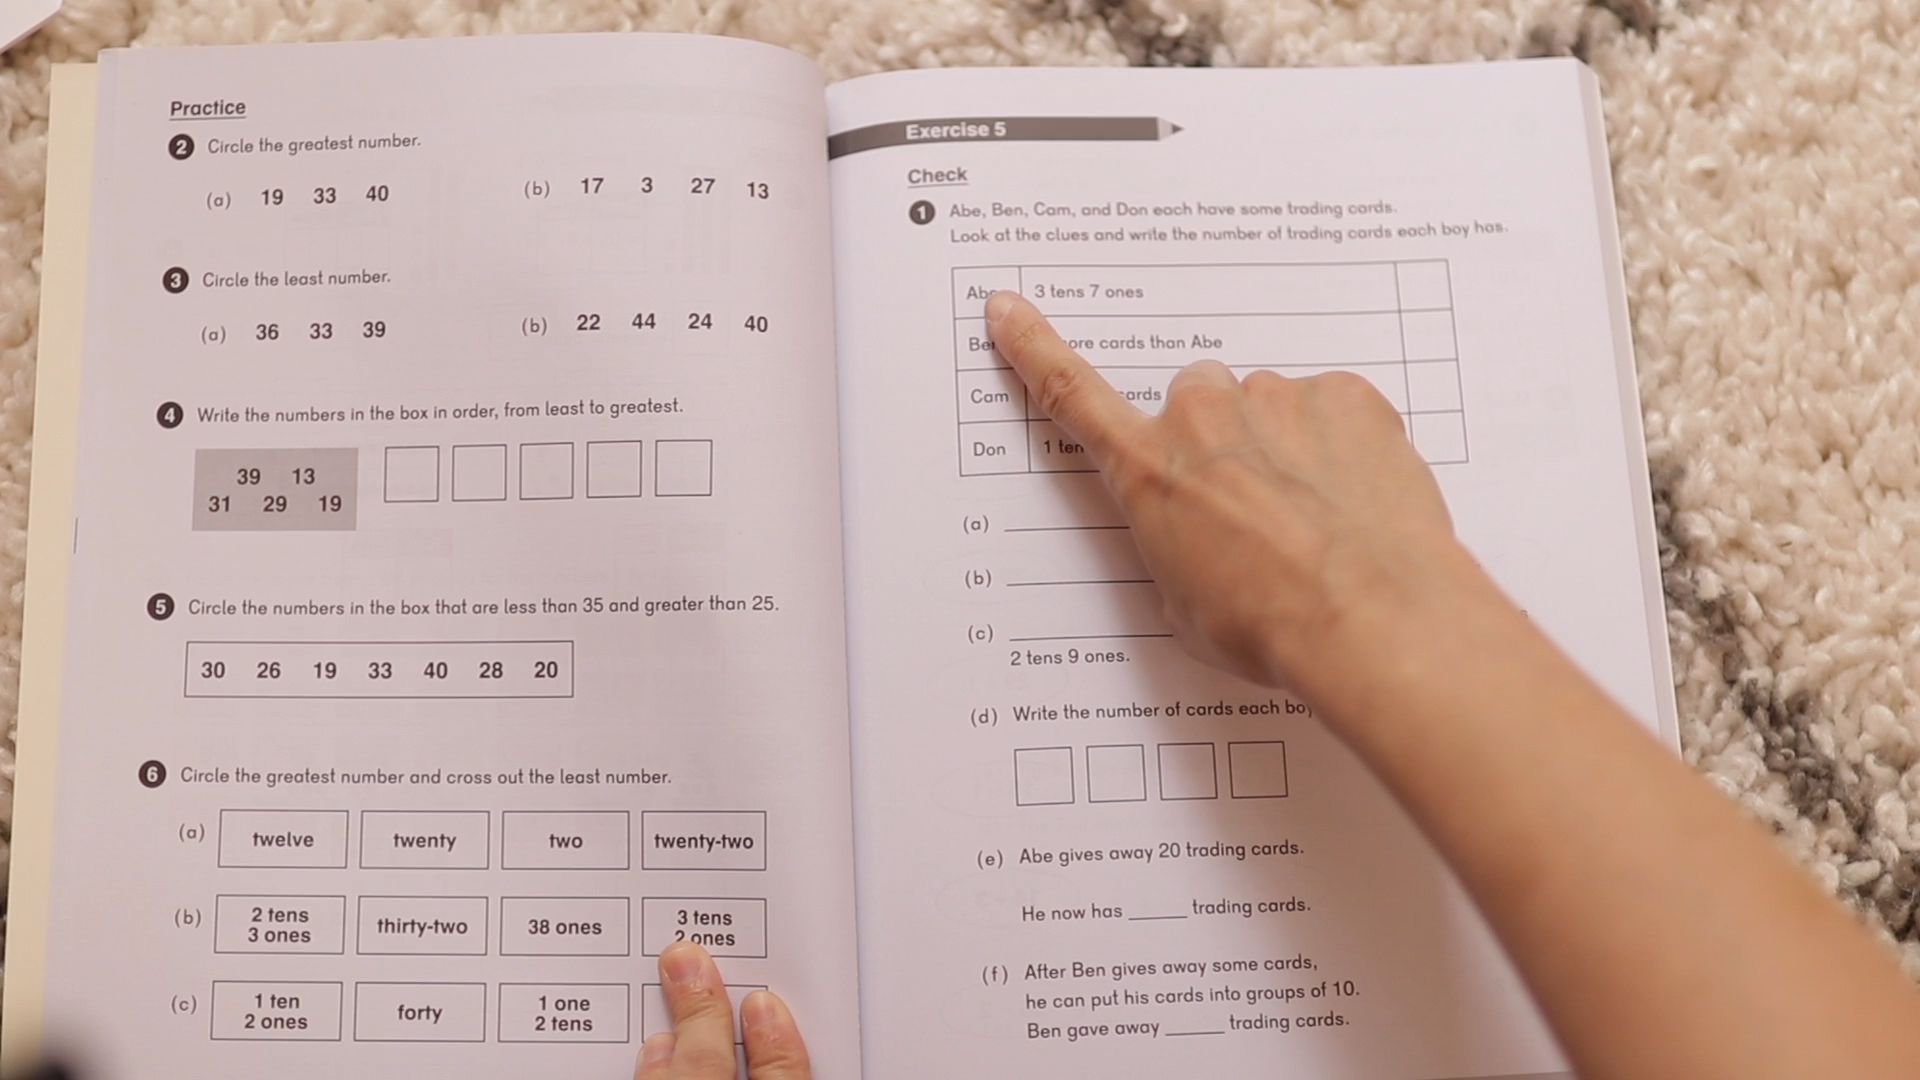 Practice
2 Circle the greatest number.
(a) 19 33 40
(b) 17 3 27 13
3 Circle the least number.
(a) 36 33 39
(b) 22 44 24 40
4 Write the numbers in the box in order, from least to greatest.
39 13
31 29 19
5 Circle the numbers in the box that are less than 35 and greater than 25.
30 26 19 33 40 28 20
6 Circle the greatest number and cross out the least number.
(a) twelve twenty two twenty-two
(b) 2 tens 3 ones thirty-two 38 ones 3 tens 2 ones
(c) 1 ten 2 ones forty 1 one 2 tens
Exercise 5
Check
1 Abe, Ben, Cam, and Don each have some trading cards.
Look at the clues and write the number of trading cards each boy has.
Abe 3 tens 7 ones
Ben cards than Abe
Cam
Don 1 ten
(a)
(b)
(c)
2 tens 9 ones.
(d) Write the number of cards each
(e) Abe gives away 20 trading cards.
He now has ______ trading cards.
(f) After Ben gives away some cards,
he can put his cards into groups of 10.
Ben gave away ______ trading cards.